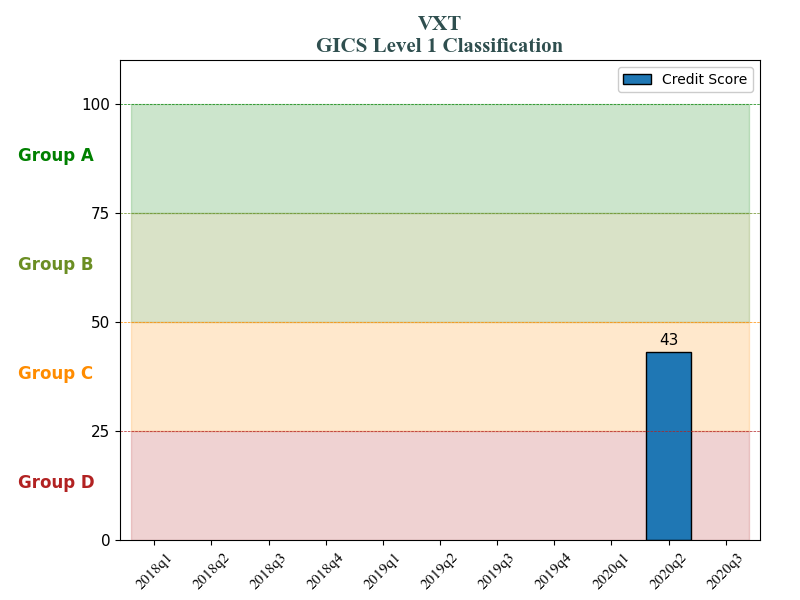 VXT
GICS Level 1 Classification
Credit Score
100
Group A
75
Group B
50
43
Group C
25
Group D
0
2018q1
2018q2
2018q3
2018q4
2019q1
2019q2
2019q3
2019q4
2020q1
2020q2
2020q3